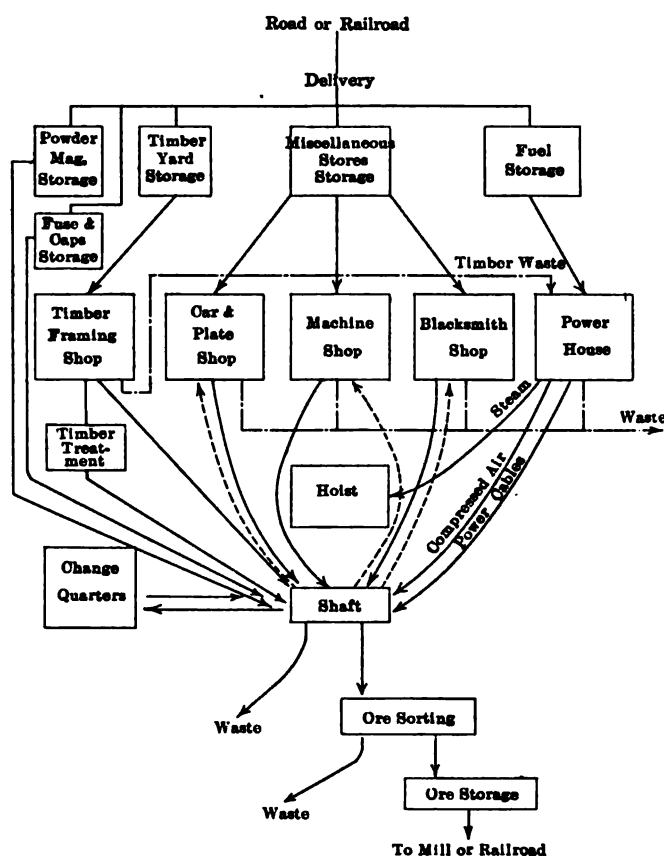 Road or Railroad
Delivery
Powder
Mag.
Storage
Timber
Yard
Storage
Miscellaneous
Stores
Storage
Fuel
Storage
Fuse &
Caps
Storage
Timber Waste
Timber
Framing
Shop
Car &
Plate
Shop
Machine
Shop
Blacksmith
Shop
Power
House
Steam
Waste
Timber
Treat-
ment
Hoist
Compressed Air
Power Cables
Change
Quarters
Shaft
Waste
Ore Sorting
Waste
Ore Storage
To Mill or Railroad